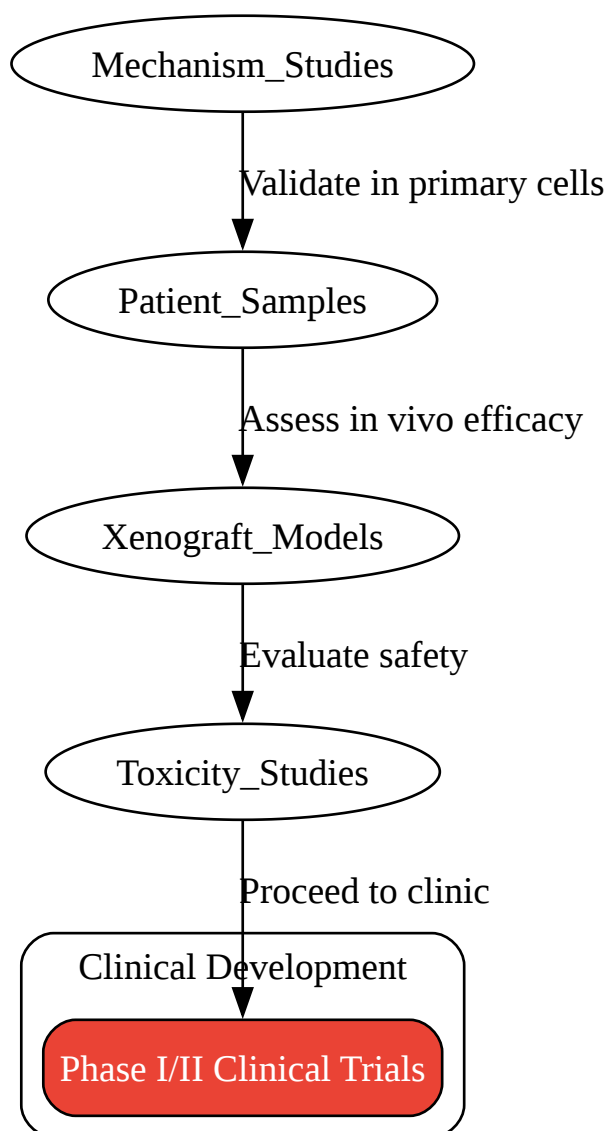 Mechanism_Studies
Validate in primary cells
Patient_Samples
Assess in vivo efficacy
Xenograft_Models
Evaluate safety
Toxicity_Studies
Proceed to clinic
Clinical Development
Phase I/II Clinical Trials